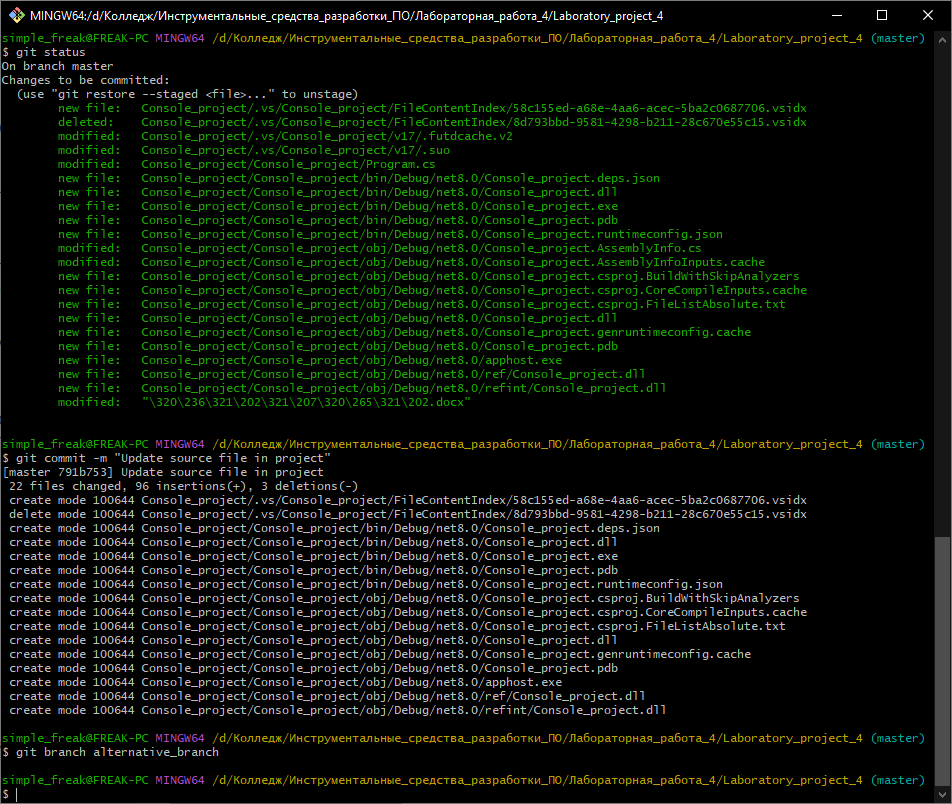 MINGW64:/d/Колледж/Инструментальные_средства_разработки_ПО/Лабораторная_работа_4/Laboratory_project_4
simple_freak@FREAK-PC MINGW64 /d/Колледж/Инструментальные_средства_разработки_ПО/Лабораторная_работа_4/Laboratory_project_4 (master)
$ git status
On branch master
Changes to be committed:
  (use "git restore --staged <file>..." to unstage)
        new file:   Console_project/.vs/Console_project/FileContentIndex/58c155ed-a68e-4aa6-acec-5ba2c0687706.vsidx
        deleted:    Console_project/.vs/Console_project/FileContentIndex/8d793bbd-9581-4298-b211-28c670e55c15.vsidx
        modified:   Console_project/.vs/Console_project/v17/.futdcache.v2
        modified:   Console_project/.vs/Console_project/v17/.suo
        modified:   Console_project/Console_project/Program.cs
        new file:   Console_project/Console_project/bin/Debug/net8.0/Console_project.deps.json
        new file:   Console_project/Console_project/bin/Debug/net8.0/Console_project.dll
        new file:   Console_project/Console_project/bin/Debug/net8.0/Console_project.exe
        new file:   Console_project/Console_project/bin/Debug/net8.0/Console_project.pdb
        new file:   Console_project/Console_project/bin/Debug/net8.0/Console_project.runtimeconfig.json
        modified:   Console_project/Console_project/obj/Debug/net8.0/Console_project.AssemblyInfo.cs
        modified:   Console_project/Console_project/obj/Debug/net8.0/Console_project.AssemblyInfoInputs.cache
        new file:   Console_project/Console_project/obj/Debug/net8.0/Console_project.csproj.BuildWithSkipAnalyzers
        new file:   Console_project/Console_project/obj/Debug/net8.0/Console_project.csproj.CoreCompileInputs.cache
        new file:   Console_project/Console_project/obj/Debug/net8.0/Console_project.csproj.FileListAbsolute.txt
        new file:   Console_project/Console_project/obj/Debug/net8.0/Console_project.dll
        new file:   Console_project/Console_project/obj/Debug/net8.0/Console_project.genruntimeconfig.cache
        new file:   Console_project/Console_project/obj/Debug/net8.0/Console_project.pdb
        new file:   Console_project/Console_project/obj/Debug/net8.0/apphost.exe
        new file:   Console_project/Console_project/obj/Debug/net8.0/ref/Console_project.dll
        new file:   Console_project/Console_project/obj/Debug/net8.0/refint/Console_project.dll
        modified:   "\320\236\321\202\321\207\320\265\321\202.docx"
simple_freak@FREAK-PC MINGW64 /d/Колледж/Инструментальные_средства_разработки_ПО/Лабораторная_работа_4/Laboratory_project_4 (master)
$ git commit -m "Update source file in project"
[master 791b753] Update source file in project
 22 files changed, 96 insertions(+), 3 deletions(-)
 create mode 100644 Console_project/.vs/Console_project/FileContentIndex/58c155ed-a68e-4aa6-acec-5ba2c0687706.vsidx
 delete mode 100644 Console_project/.vs/Console_project/FileContentIndex/8d793bbd-9581-4298-b211-28c670e55c15.vsidx
 create mode 100644 Console_project/Console_project/bin/Debug/net8.0/Console_project.deps.json
 create mode 100644 Console_project/Console_project/bin/Debug/net8.0/Console_project.dll
 create mode 100644 Console_project/Console_project/bin/Debug/net8.0/Console_project.exe
 create mode 100644 Console_project/Console_project/bin/Debug/net8.0/Console_project.pdb
 create mode 100644 Console_project/Console_project/bin/Debug/net8.0/Console_project.runtimeconfig.json
 create mode 100644 Console_project/Console_project/obj/Debug/net8.0/Console_project.csproj.BuildWithSkipAnalyzers
 create mode 100644 Console_project/Console_project/obj/Debug/net8.0/Console_project.csproj.CoreCompileInputs.cache
 create mode 100644 Console_project/Console_project/obj/Debug/net8.0/Console_project.csproj.FileListAbsolute.txt
 create mode 100644 Console_project/Console_project/obj/Debug/net8.0/Console_project.dll
 create mode 100644 Console_project/Console_project/obj/Debug/net8.0/Console_project.genruntimeconfig.cache
 create mode 100644 Console_project/Console_project/obj/Debug/net8.0/Console_project.pdb
 create mode 100644 Console_project/Console_project/obj/Debug/net8.0/apphost.exe
 create mode 100644 Console_project/Console_project/obj/Debug/net8.0/ref/Console_project.dll
 create mode 100644 Console_project/Console_project/obj/Debug/net8.0/refint/Console_project.dll
simple_freak@FREAK-PC MINGW64 /d/Колледж/Инструментальные_средства_разработки_ПО/Лабораторная_работа_4/Laboratory_project_4 (master)
$ git branch alternative_branch
simple_freak@FREAK-PC MINGW64 /d/Колледж/Инструментальные_средства_разработки_ПО/Лабораторная_работа_4/Laboratory_project_4 (master)
$